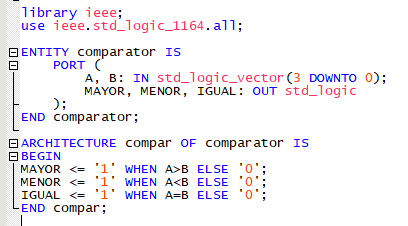 library ieee;
use ieee.std_logic_1164.all;
ENTITY comparator IS
PORT (
A, B: IN std_logic_vector(3 DOWNTO 0);
MAYOR, MENOR, IGUAL: OUT std_logic
);
END comparator;
ARCHITECTURE compar OF comparator IS
BEGIN
MAYOR <= '1' WHEN A>B ELSE '0';
MENOR <= '1' WHEN A<B ELSE '0';
IGUAL <= '1' WHEN A=B ELSE '0';
END compar;